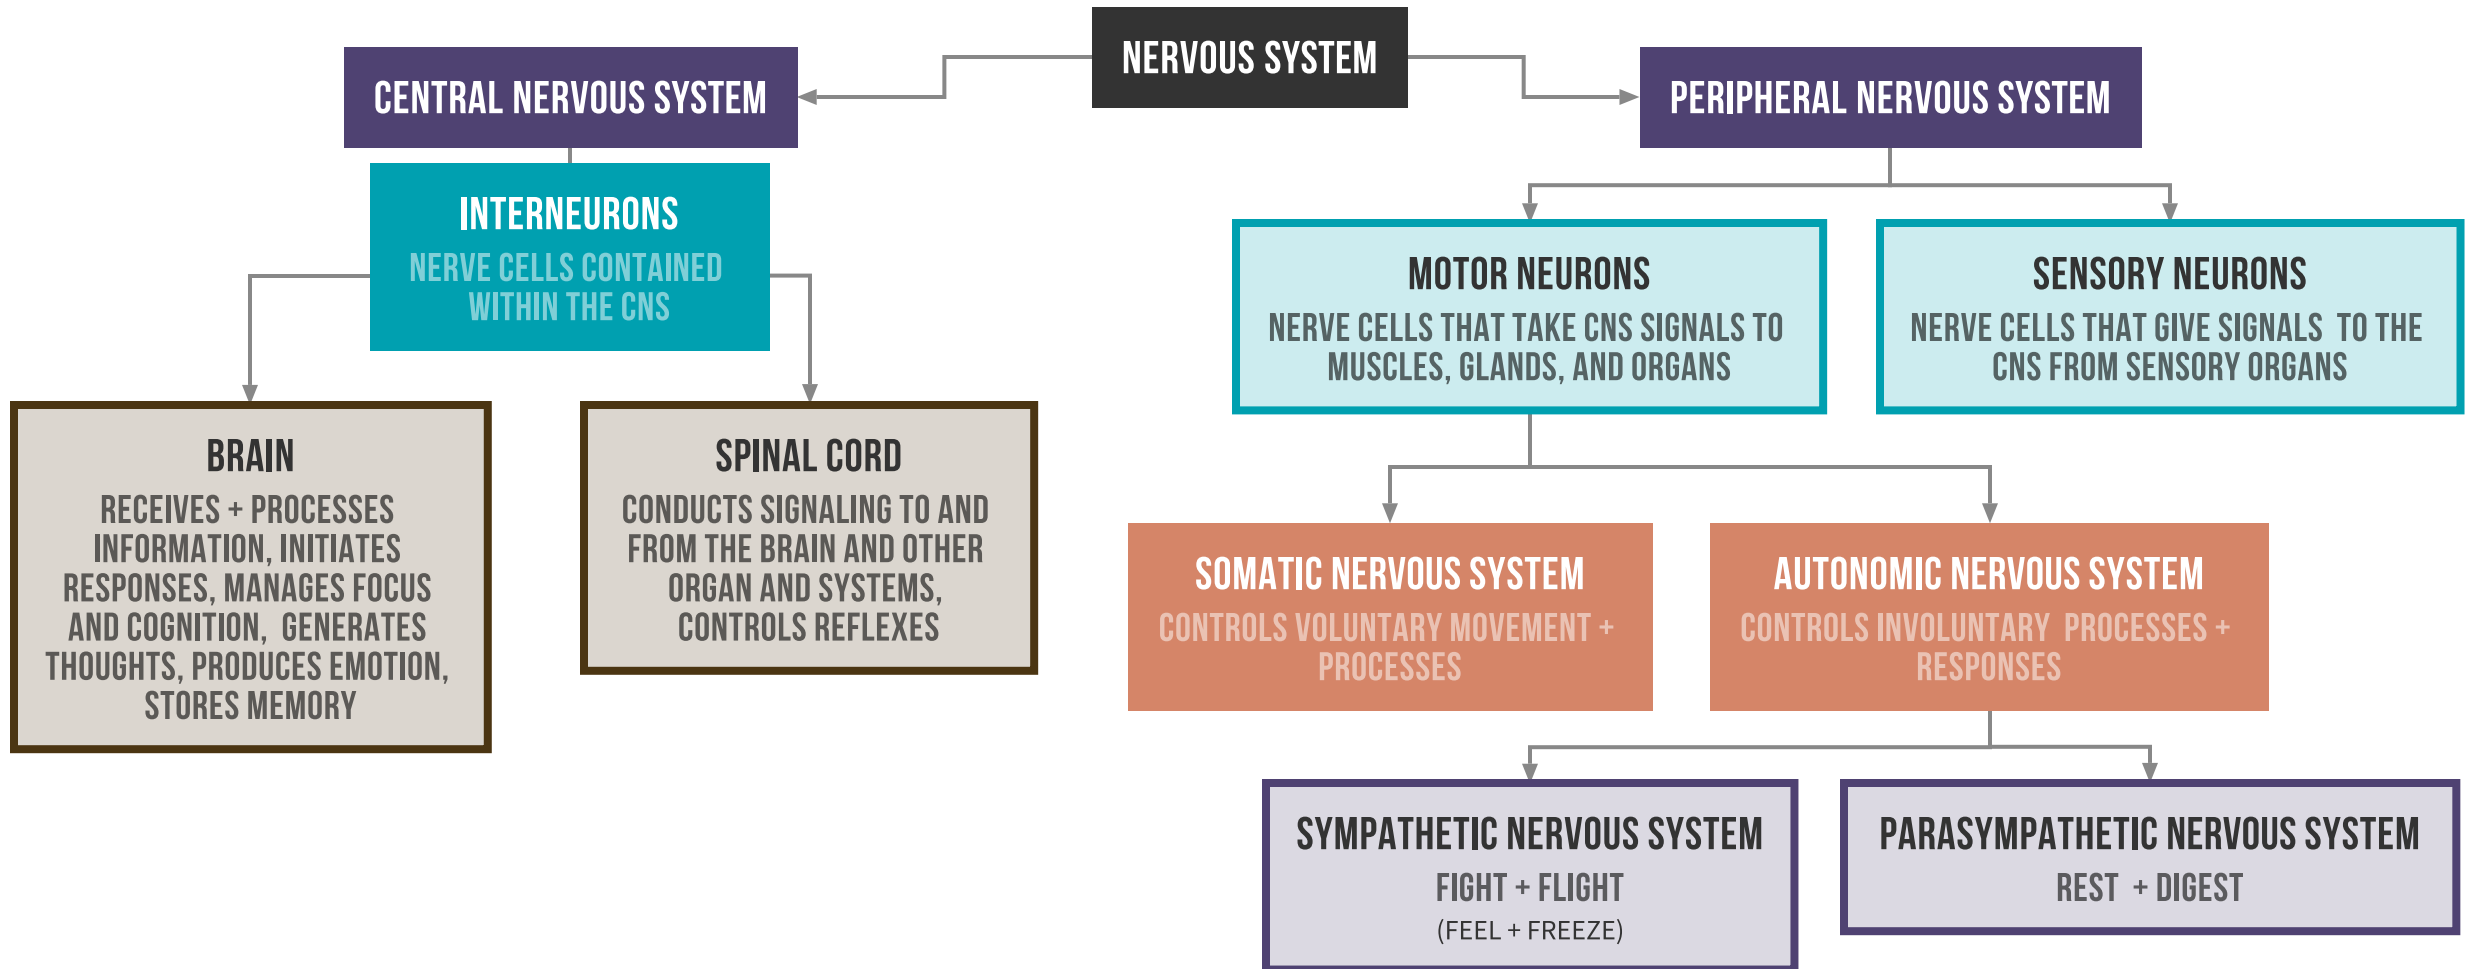 NERVOUS SYSTEM
CENTRAL NERVOUS SYSTEM
PERIPHERAL NERVOUS SYSTEM
INTERNEURONS
NERVE CELLS CONTAINED
WITHIN THE CNS
MOTOR NEURONS
NERVE CELLS THAT TAKE CNS SIGNALS TO
MUSCLES, GLANDS, AND ORGANS
SENSORY NEURONS
NERVE CELLS THAT GIVE SIGNALS TO THE
CNS FROM SENSORY ORGANS
BRAIN
RECEIVES + PROCESSES
INFORMATION, INITIATES
RESPONSES, MANAGES FOCUS
AND COGNITION, GENERATES
THOUGHTS, PRODUCES EMOTION,
STORES MEMORY
SPINAL CORD
CONDUCTS SIGNALING TO AND
FROM THE BRAIN AND OTHER
ORGAN AND SYSTEMS,
CONTROLS REFLEXES
SOMATIC NERVOUS SYSTEM
CONTROLS VOLUNTARY MOVEMENT +
PROCESSES
AUTONOMIC NERVOUS SYSTEM
CONTROLS INVOLUNTARY PROCESSES +
RESPONSES
SYMPATHETIC NERVOUS SYSTEM
FIGHT + FLIGHT
(FEEL + FREEZE)
PARASYMPATHETIC NERVOUS SYSTEM
REST + DIGEST